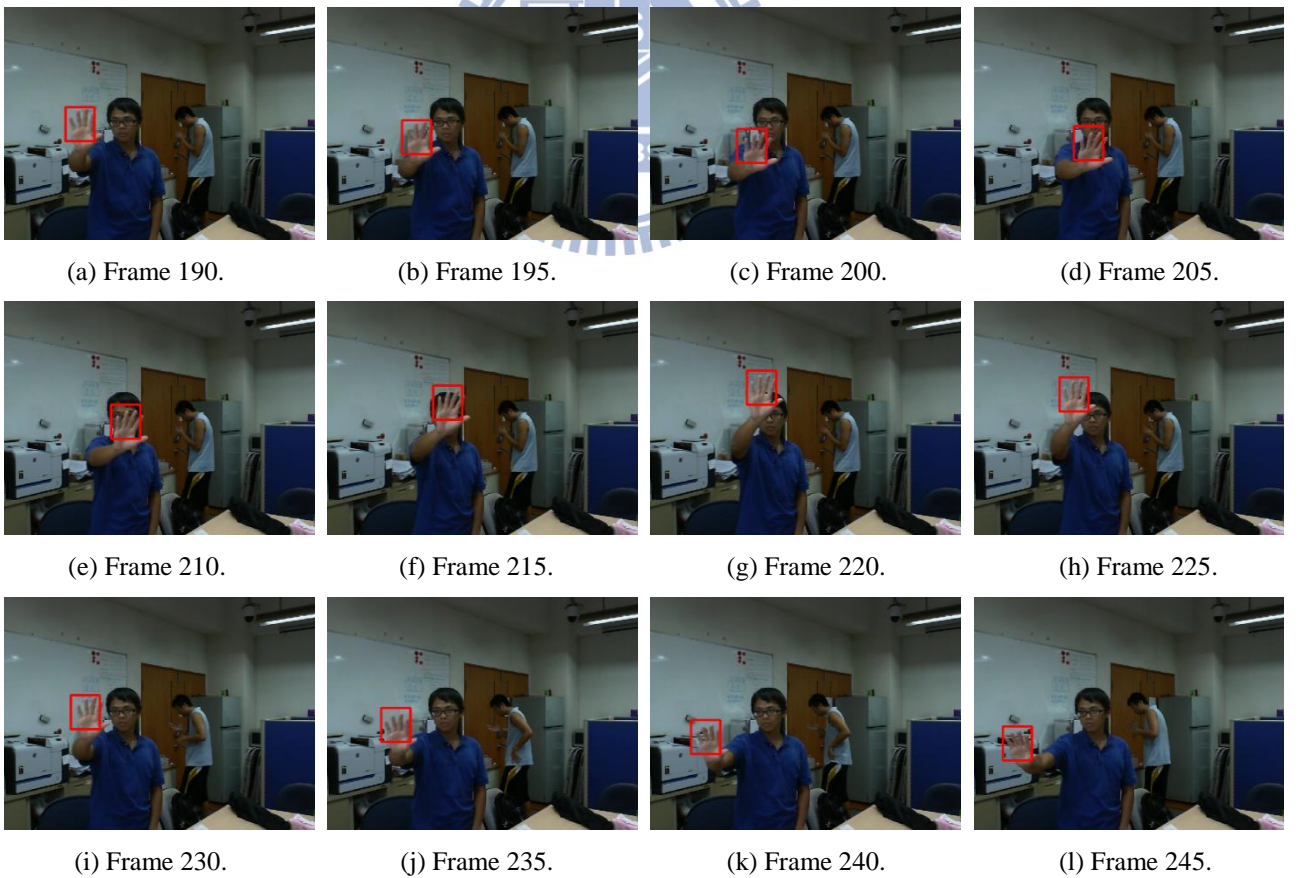 (a) Frame 190.
(b) Frame 195.
(c) Frame 200.
(d) Frame 205.
(e) Frame 210.
(f) Frame 215.
(g) Frame 220.
(h) Frame 225.
(i) Frame 230.
(j) Frame 235.
(k) Frame 240.
(l) Frame 245.